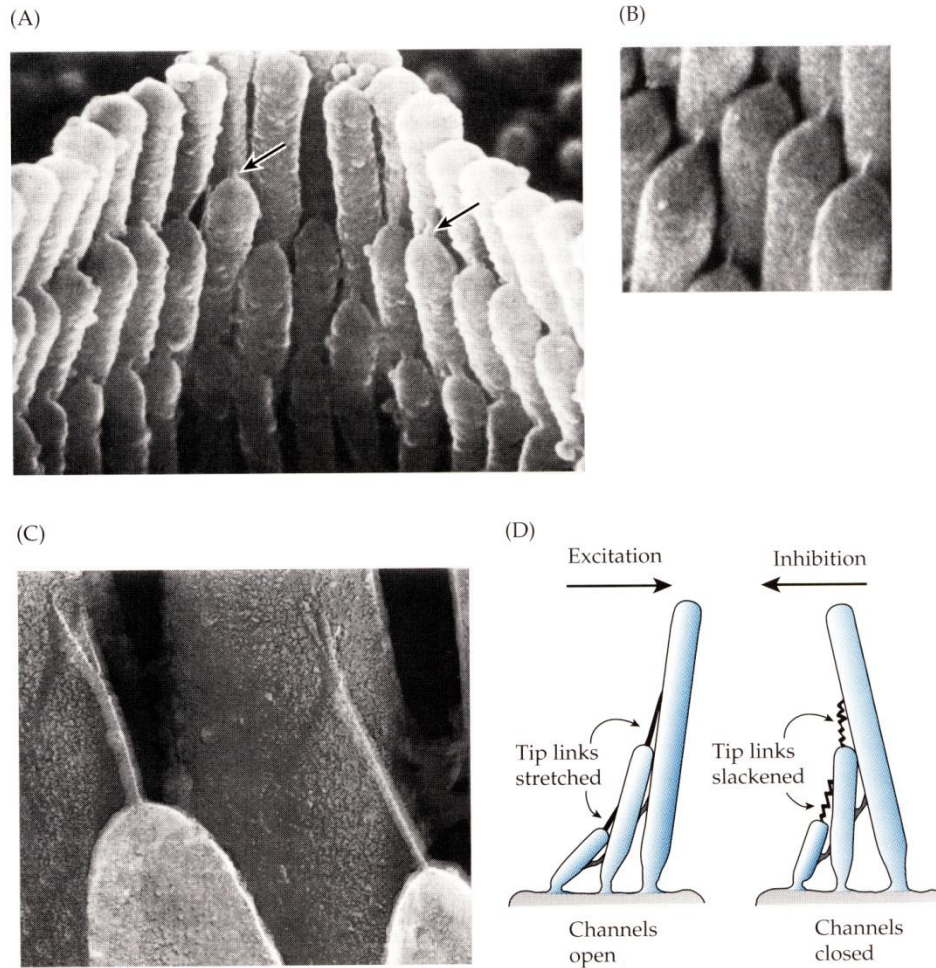 (A)
(B)
(C)
(D)
Excitation
Inhibition
Tip links
stretched
Tip links
slackened
Channels
open
Channels
closed